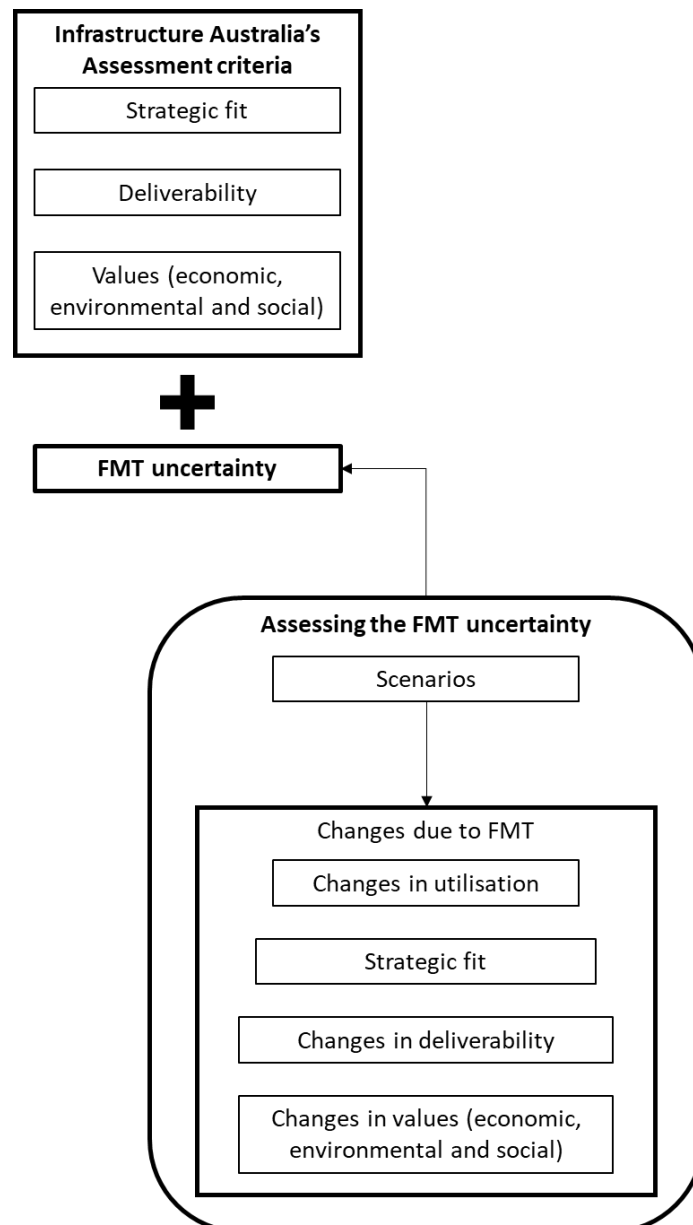 Infrastructure Australia's
Assessment criteria
Strategic fit
Deliverability
Values (economic,
environmental and social)
FMT uncertainty
Assessing the FMT uncertainty
Scenarios
Changes due to FMT
Changes in utilisation
Strategic fit
Changes in deliverability
Changes in values (economic,
environmental and social)